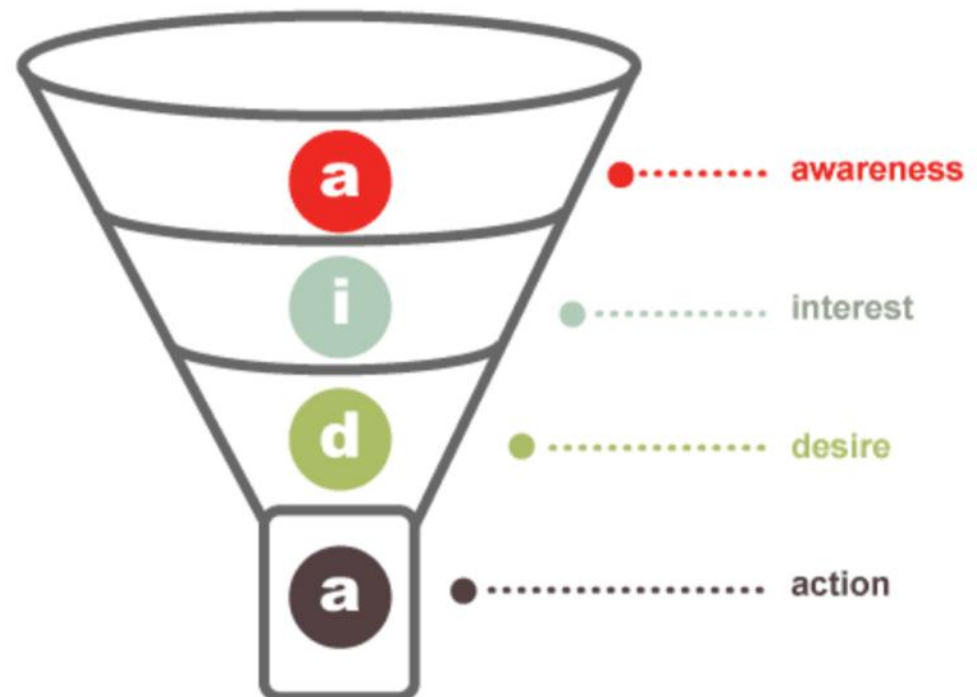 a awareness
i interest
d desire
a action